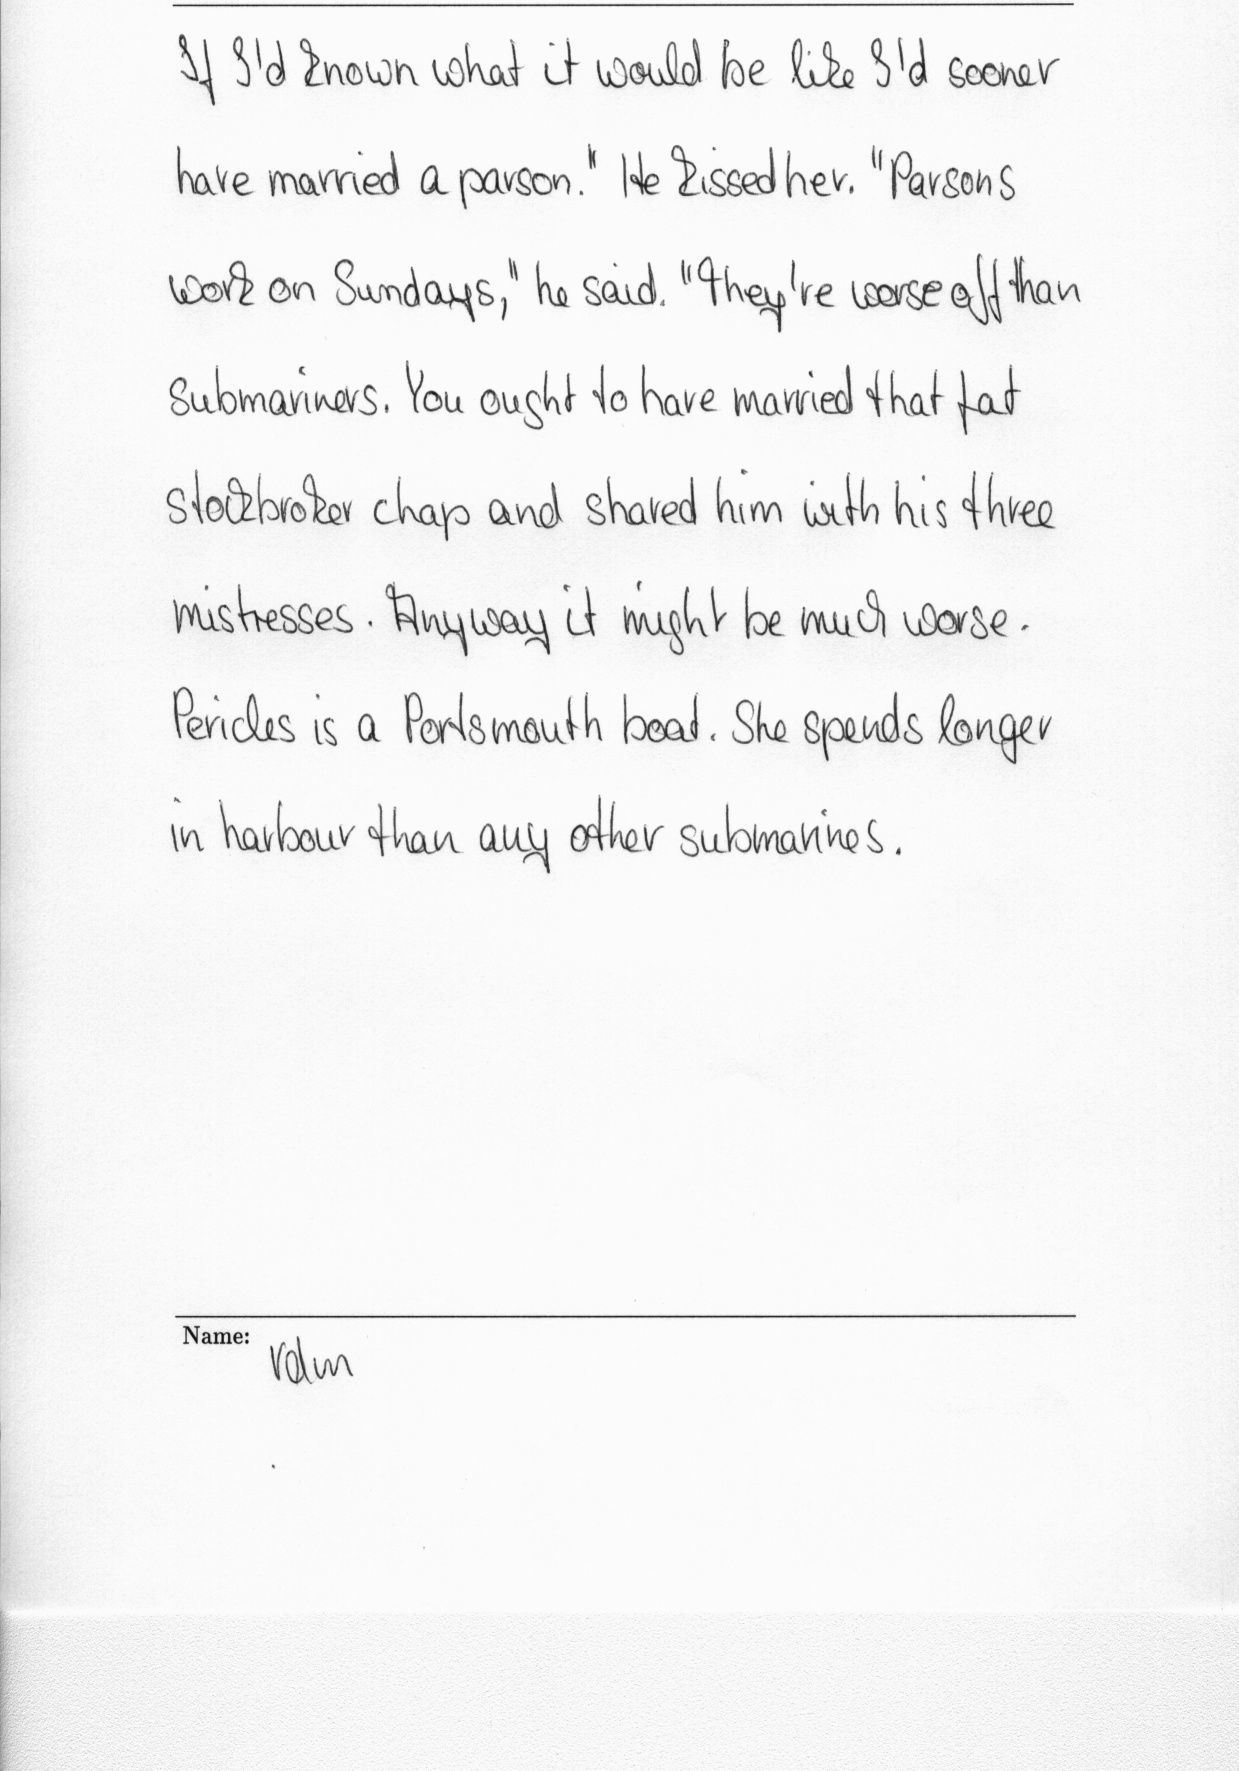 If I'd known what it would be like I'd sooner
have married a parson." He kissed her. "Parsons
work on Sundays," he said. "They're worse off than
submariners. You ought to have married that fat
stockbroker chap and shared him with his three
mistresses. Anyway it might be much worse.
Pericles is a Portsmouth boat. She spends longer
in harbour than any other submarines.
Name: